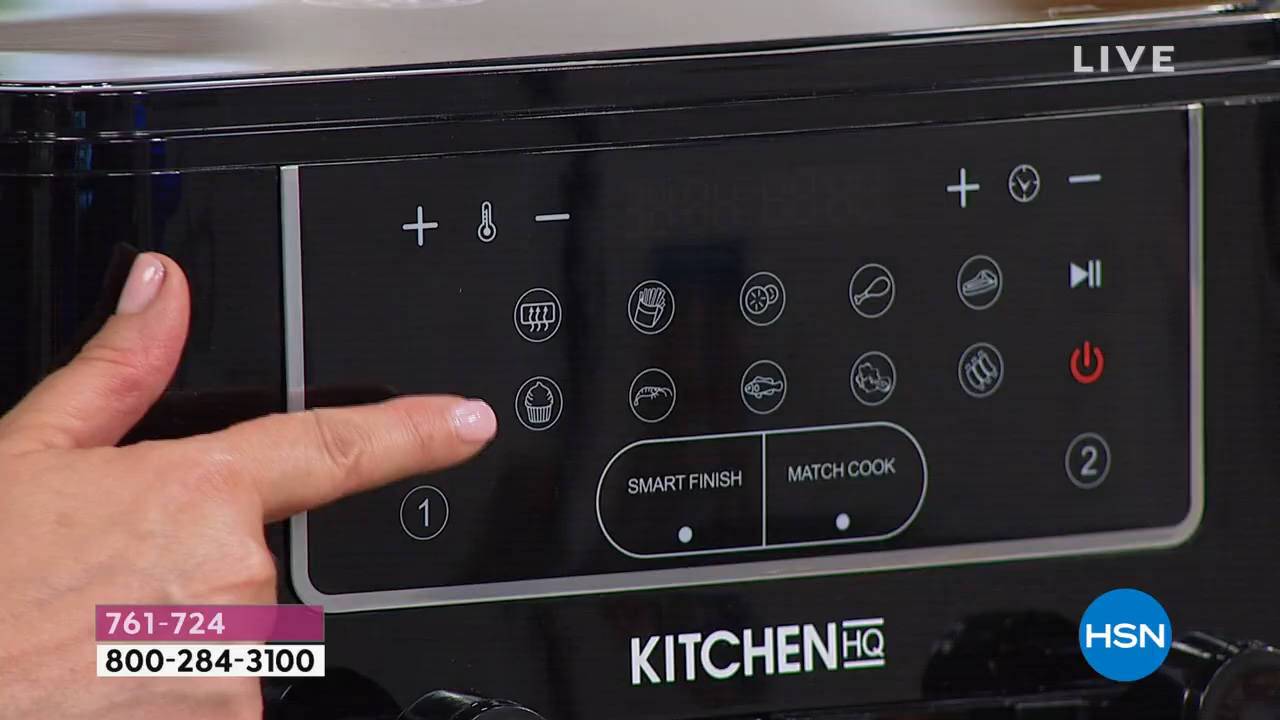 LIVE
1
SMART FINISH
MATCH COOK
2
761-724
800-284-3100
KITCHEN HQ
HSN